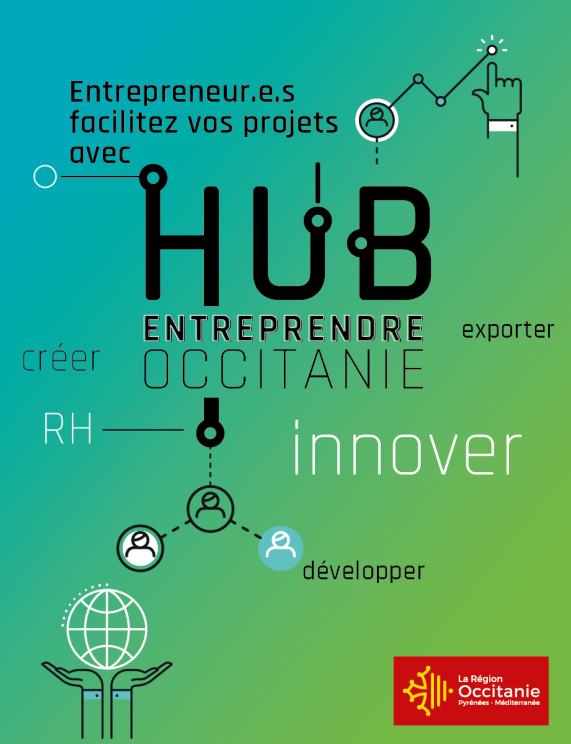 Entrepreneur.e.s
facilitez vos projets
avec
HUB
ENTREPRENDRE
OCCITANIE
exporter
créer
RH
innover
développer
La Région
Occitanie
Pyrénées - Méditerranée